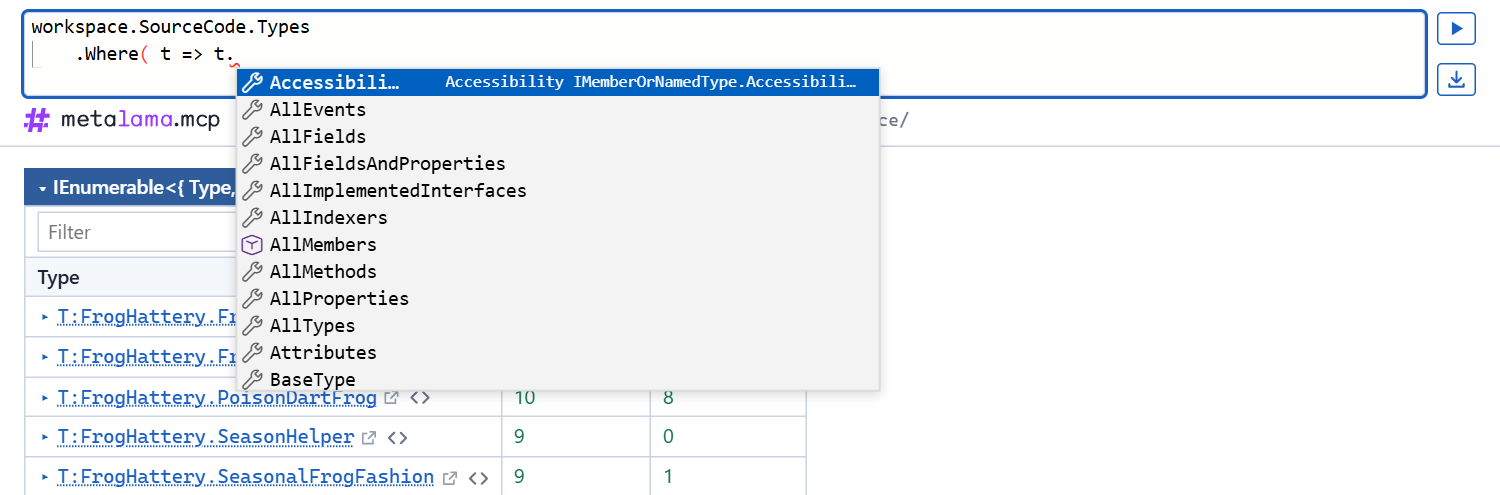 workspace.SourceCode.Types
.Where( t => t.
Accessibili… Accessibility IMemberOrNamedType.Accessibili…
AllEvents
AllFields
AllFieldsAndProperties
AllImplementedInterfaces
AllIndexers
AllMembers
AllMethods
AllProperties
AllTypes
Attributes
BaseType
# metalama.mcp ce/
IEnumerable<{ Type,
Filter
Type
T:FrogHattery.Fr
T:FrogHattery.Fr
T:FrogHattery.PoisonDartFrog <> 10 8
T:FrogHattery.SeasonHelper <> 9 0
T:FrogHattery.SeasonalFrogFashion <> 9 1